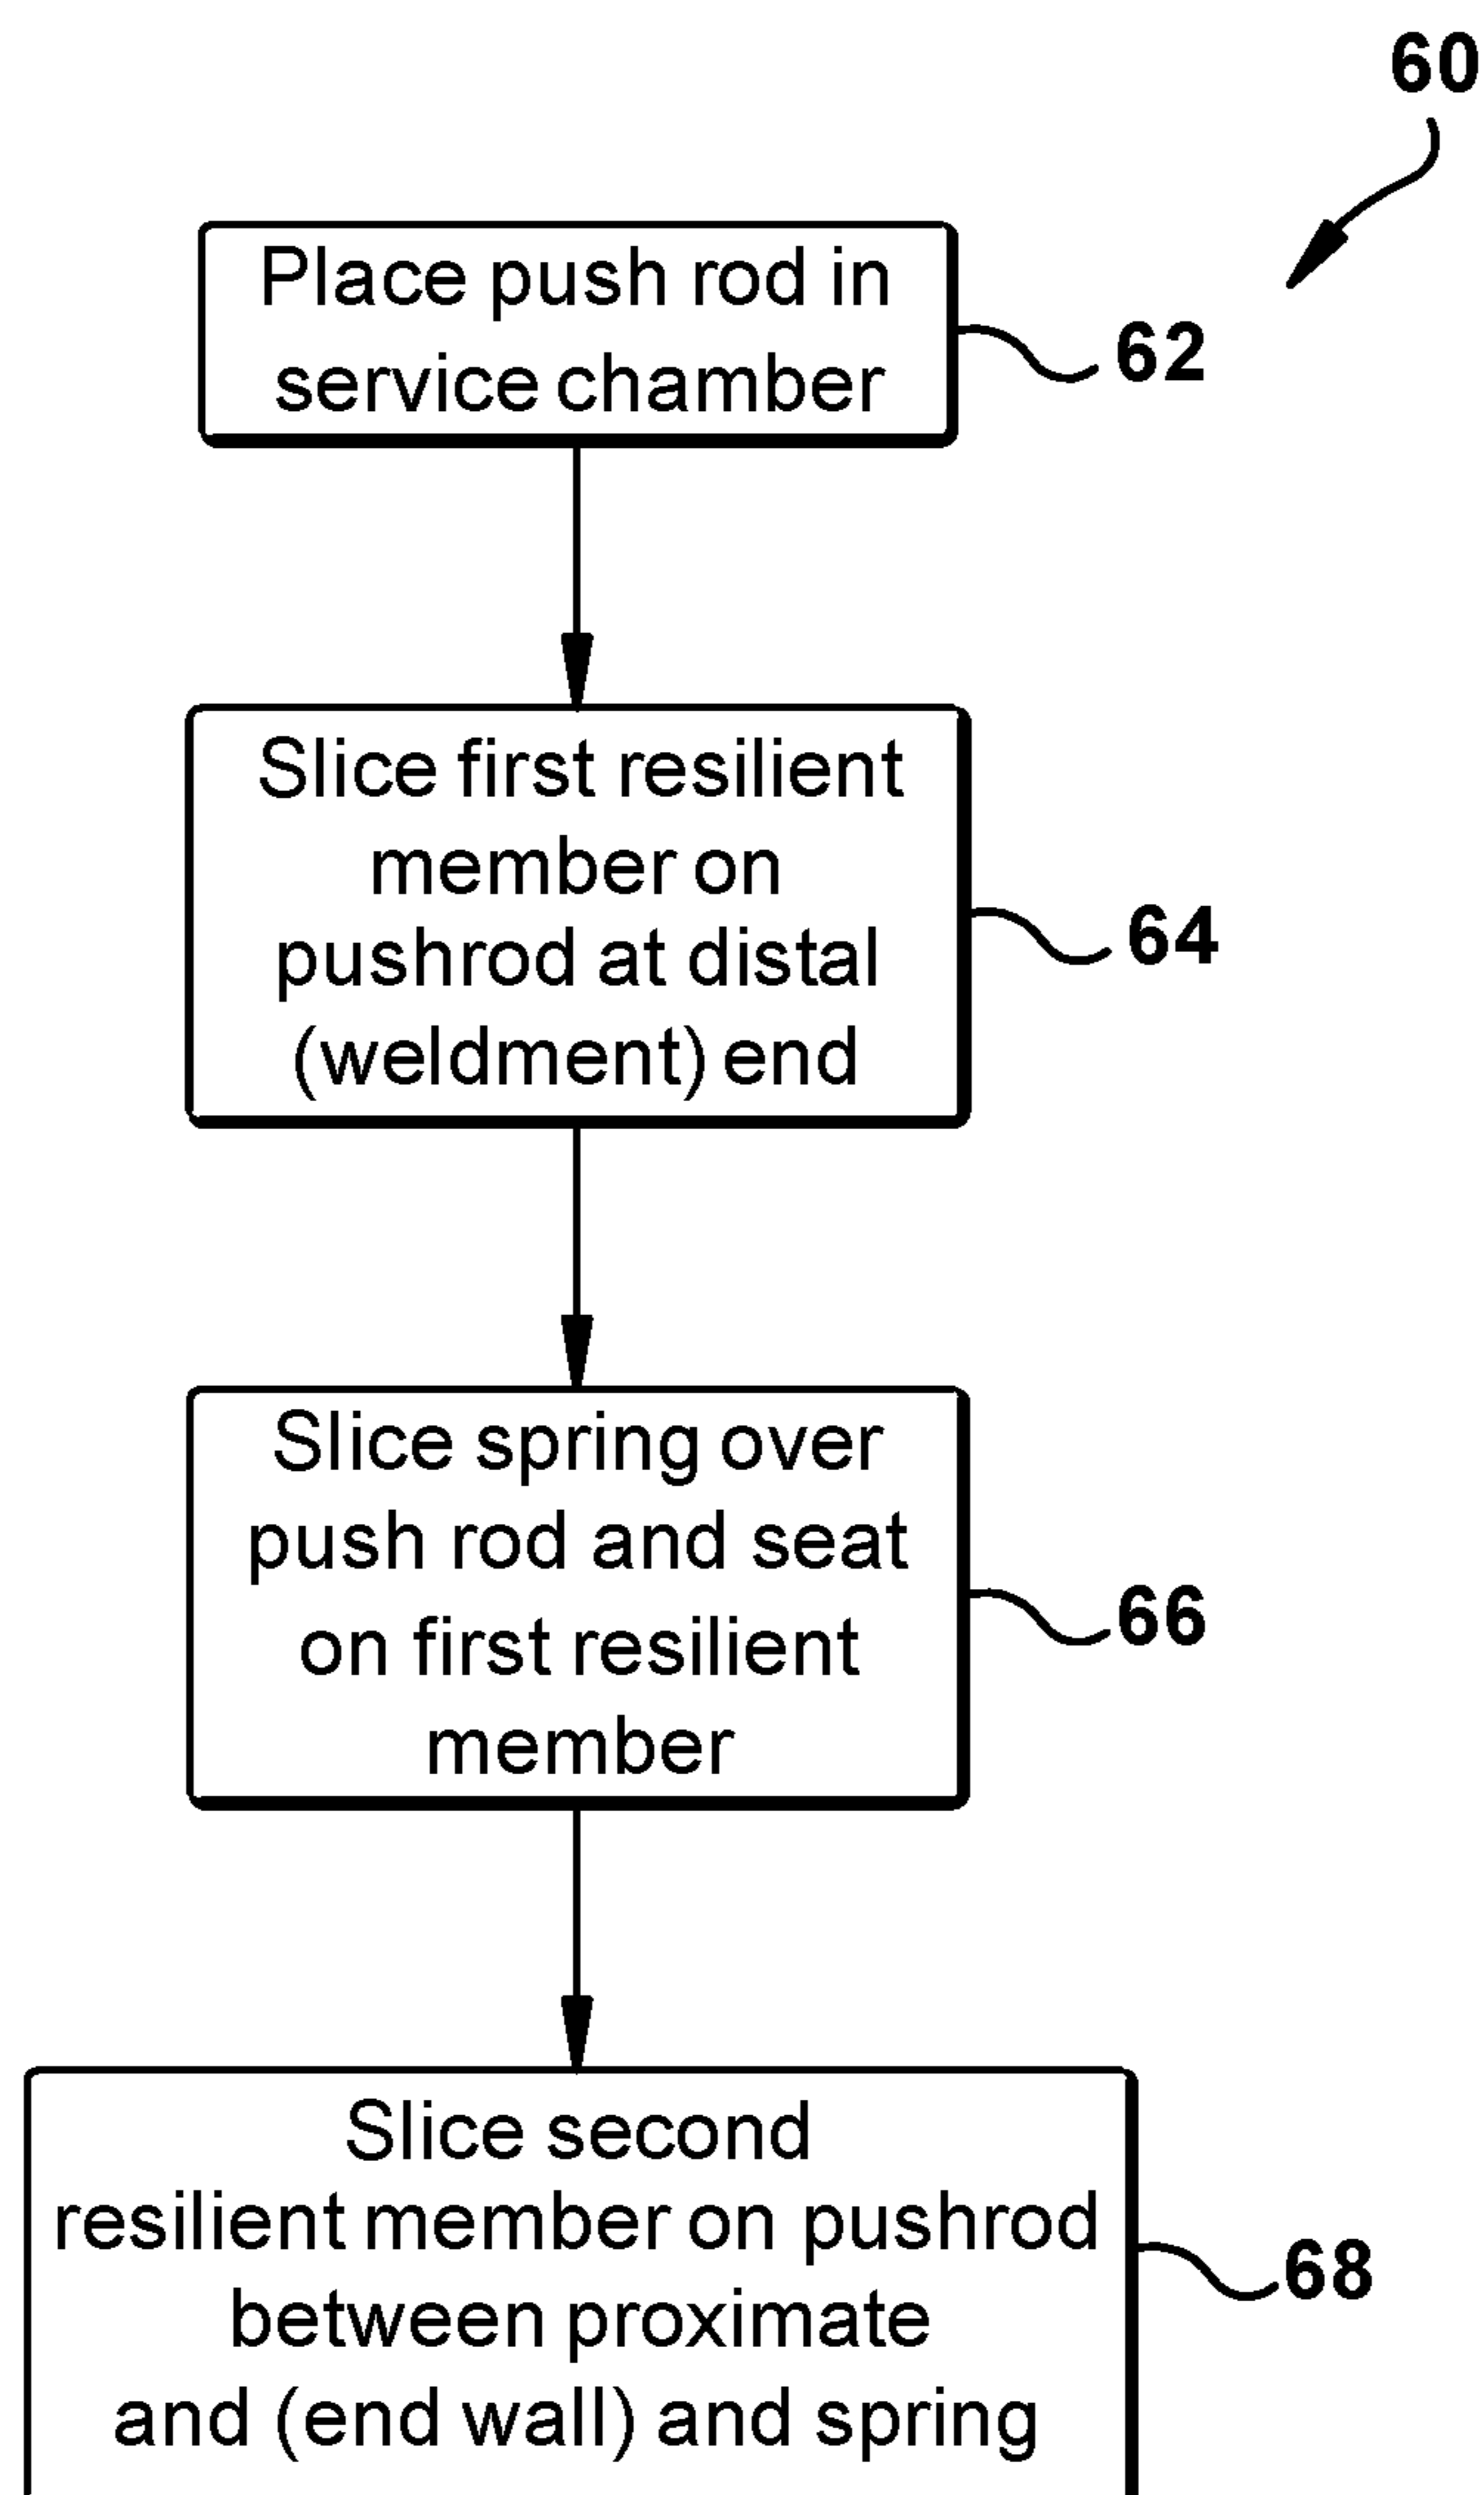 60
Place push rod in
service chamber
62
Slice first resilient
member on
pushrod at distal
(weldment) end
64
Slice spring over
push rod and seat
on first resilient
member
66
Slice second
resilient member on pushrod
between proximate
and (end wall) and spring
68